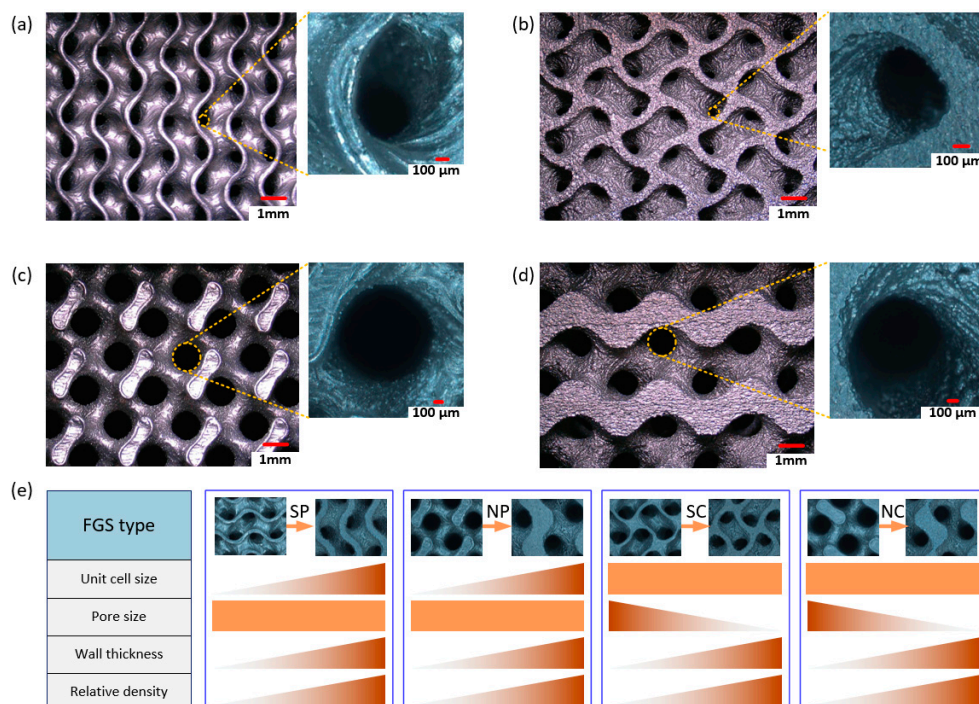 (a)
100 µm
1mm
(b)
100 µm
1mm
(c)
100 µm
1mm
(d)
100 µm
1mm
(e)
FGS type
SP
NP
SC
NC
Unit cell size
Pore size
Wall thickness
Relative density